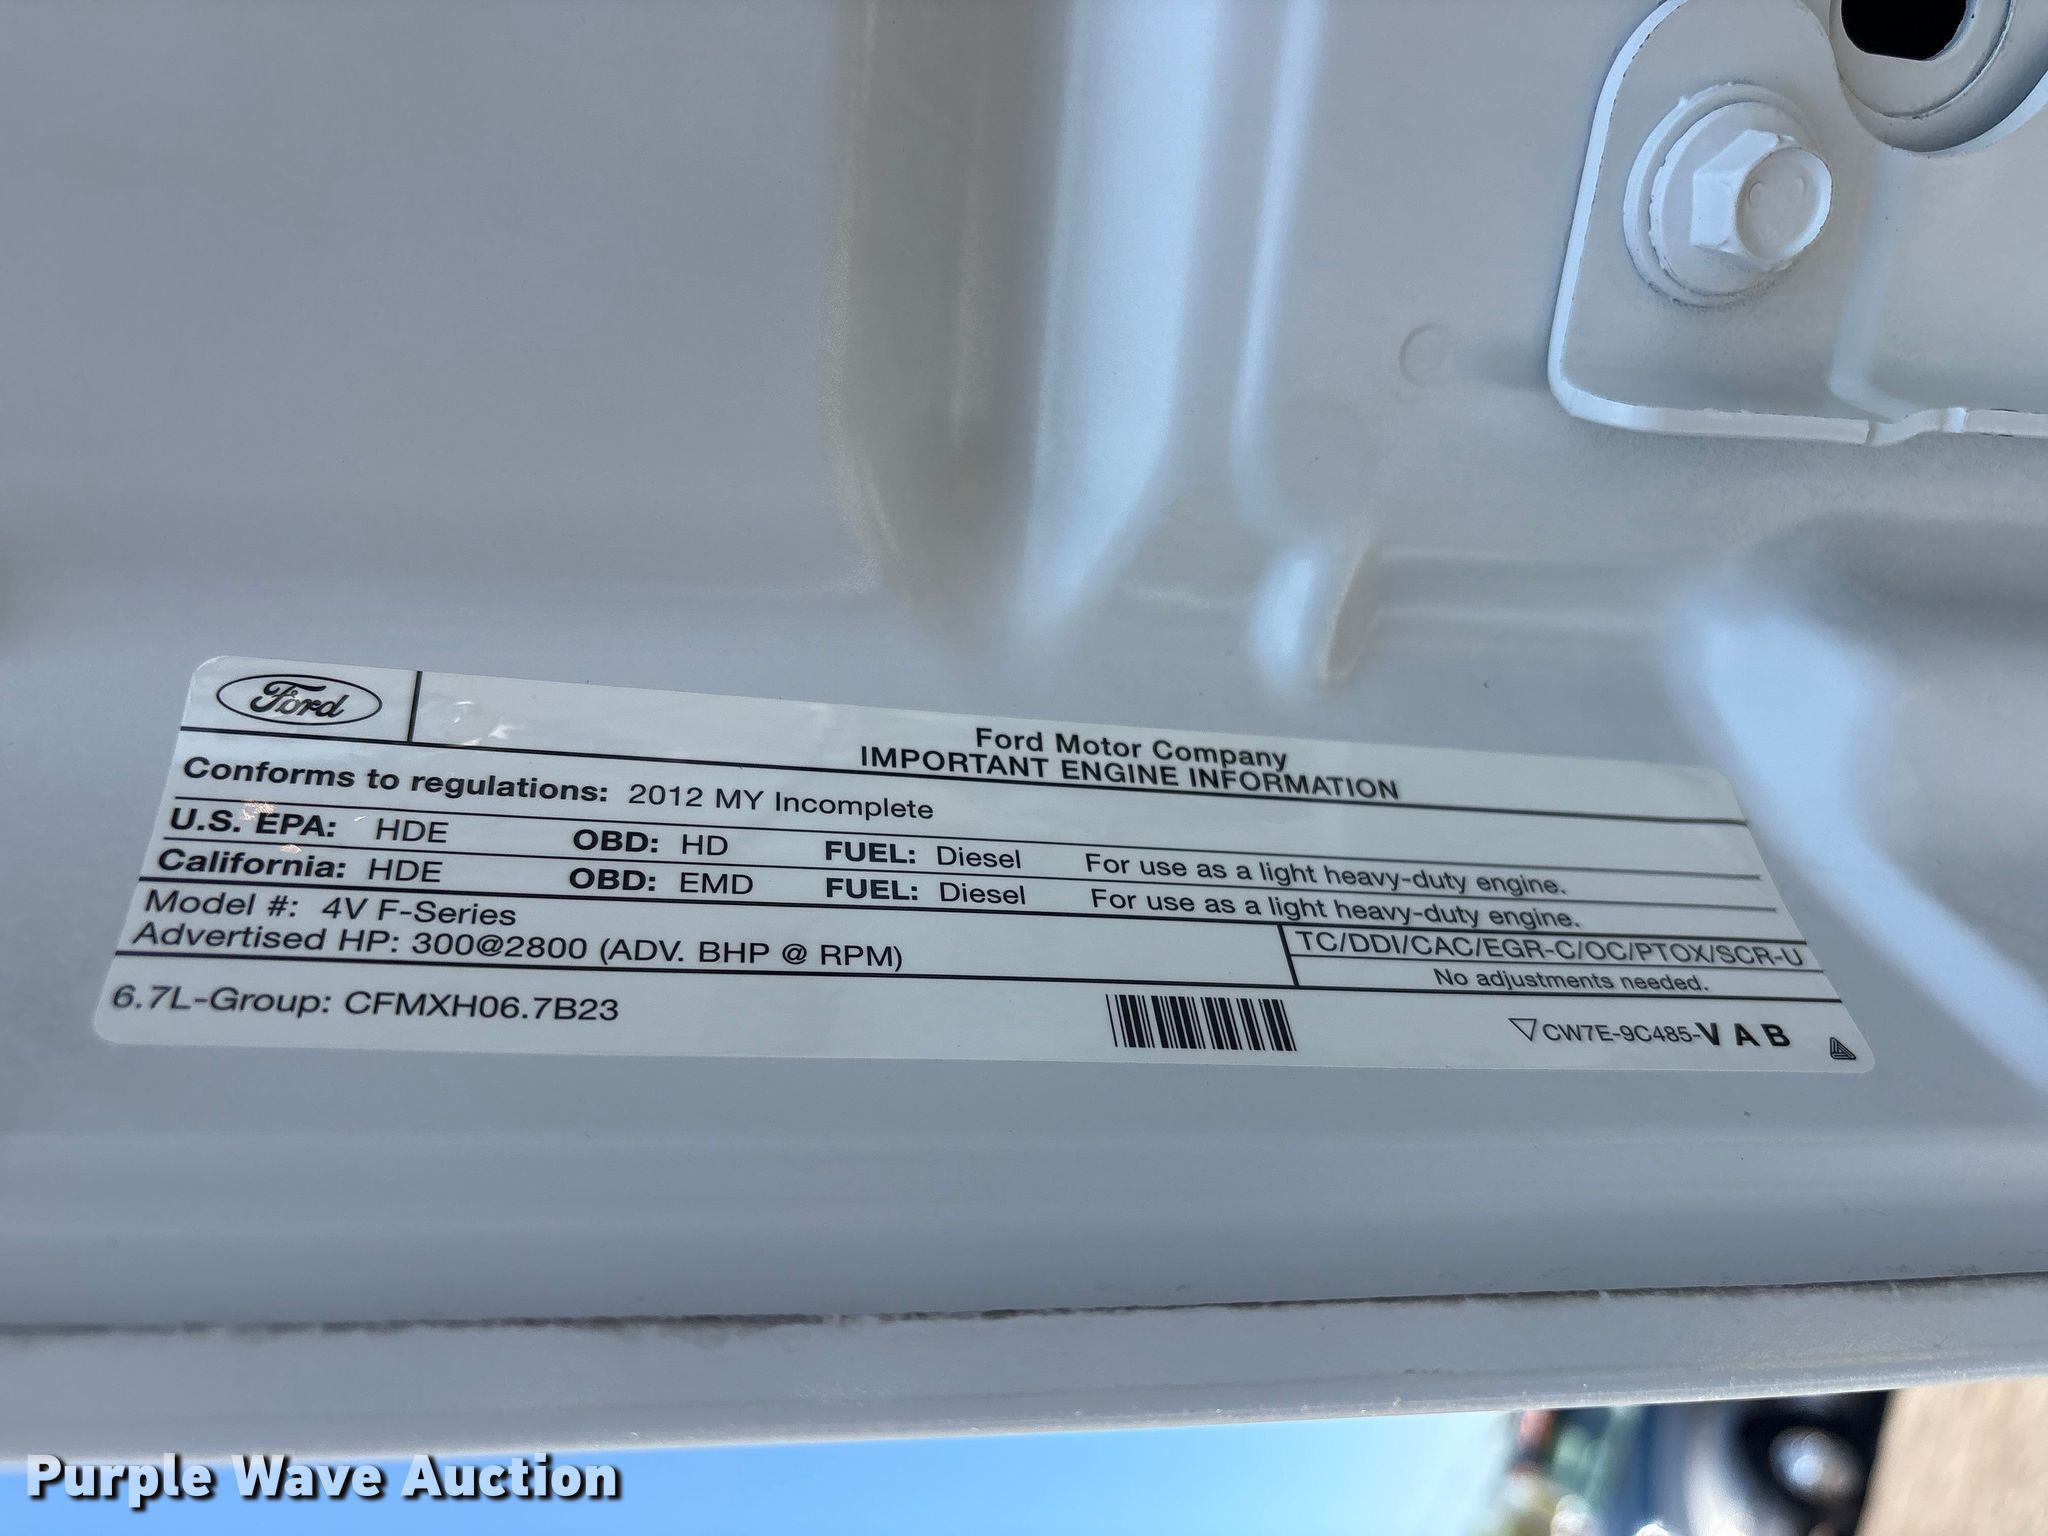 Ford
Ford Motor Company
IMPORTANT ENGINE INFORMATION
Conforms to regulations: 2012 MY Incomplete
U.S. EPA: HDE OBD: HD FUEL: Diesel For use as a light heavy-duty engine.
California: HDE OBD: EMD FUEL: Diesel For use as a light heavy-duty engine.
Model #: 4V F-Series
Advertised HP: 300@2800 (ADV. BHP @ RPM)
TC/DDI/CAC/EGR-C/OC/PTOX/SCR-U
No adjustments needed.
6.7L-Group: CFMXH06.7B23
CW7E-9C485-VAB
Purple Wave Auction